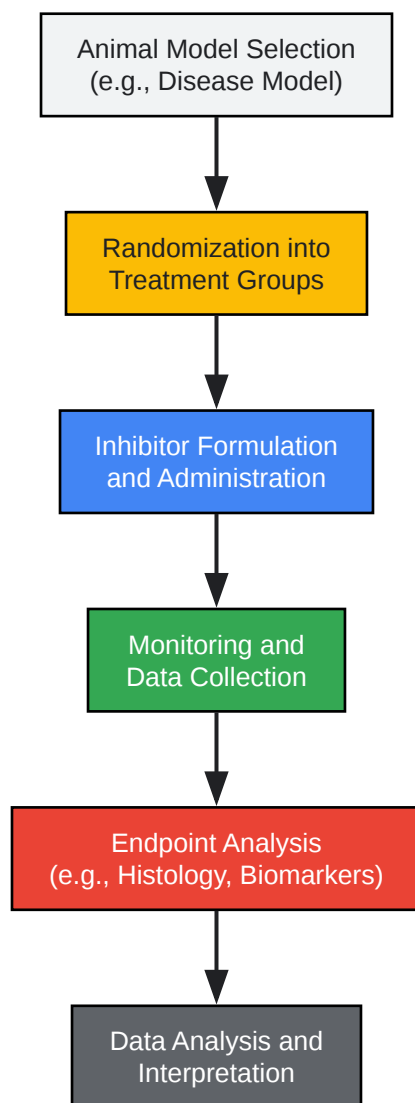 Animal Model Selection
(e.g., Disease Model)
Randomization into
Treatment Groups
Inhibitor Formulation
and Administration
Monitoring and
Data Collection
Endpoint Analysis
(e.g., Histology, Biomarkers)
Data Analysis and
Interpretation